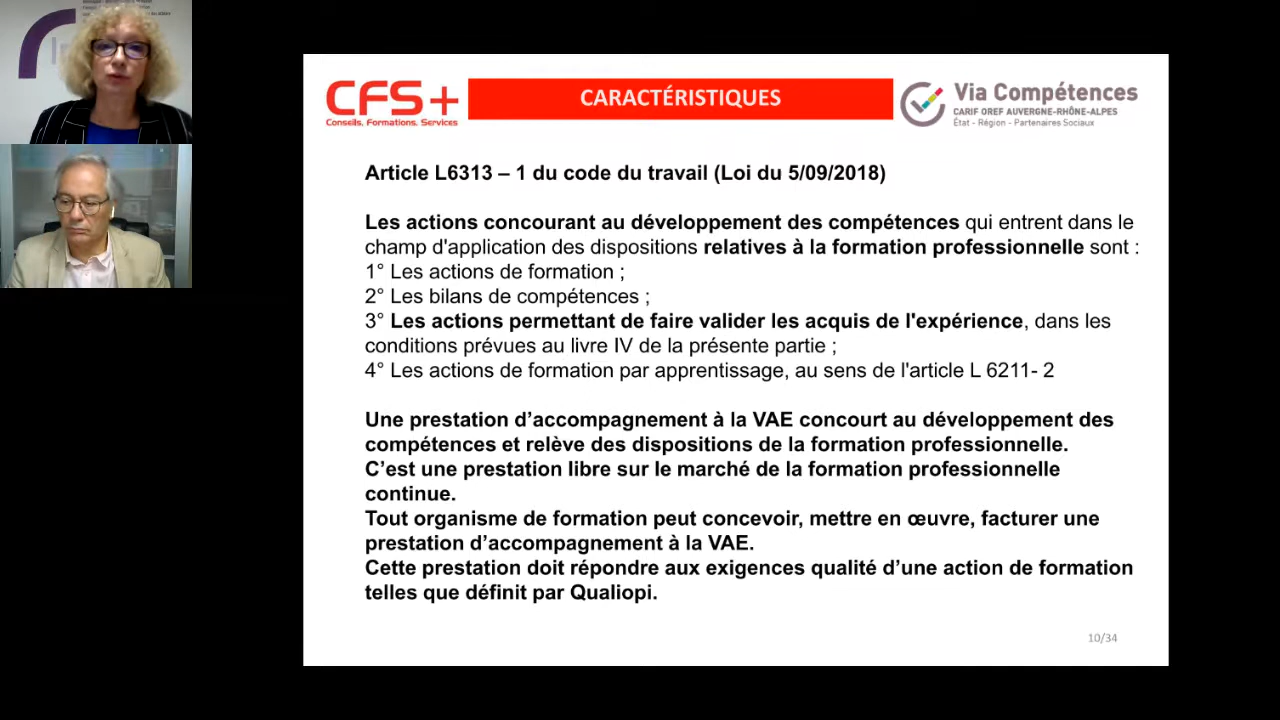 CFS+
Conseils, Formations, Services
CARACTÉRISTIQUES
Via Compétences
CARIF OREF AUVERGNE-RHÔNE-ALPES
État - Région - Partenaires Sociaux
Article L6313 – 1 du code du travail (Loi du 5/09/2018)
Les actions concourant au développement des compétences qui entrent dans le
champ d'application des dispositions relatives à la formation professionnelle sont :
1° Les actions de formation ;
2° Les bilans de compétences ;
3° Les actions permettant de faire valider les acquis de l'expérience, dans les
conditions prévues au livre IV de la présente partie ;
4° Les actions de formation par apprentissage, au sens de l'article L 6211- 2
Une prestation d’accompagnement à la VAE concourt au développement des
compétences et relève des dispositions de la formation professionnelle.
C’est une prestation libre sur le marché de la formation professionnelle
continue.
Tout organisme de formation peut concevoir, mettre en œuvre, facturer une
prestation d’accompagnement à la VAE.
Cette prestation doit répondre aux exigences qualité d’une action de formation
telles que définit par Qualiopi.
10/34